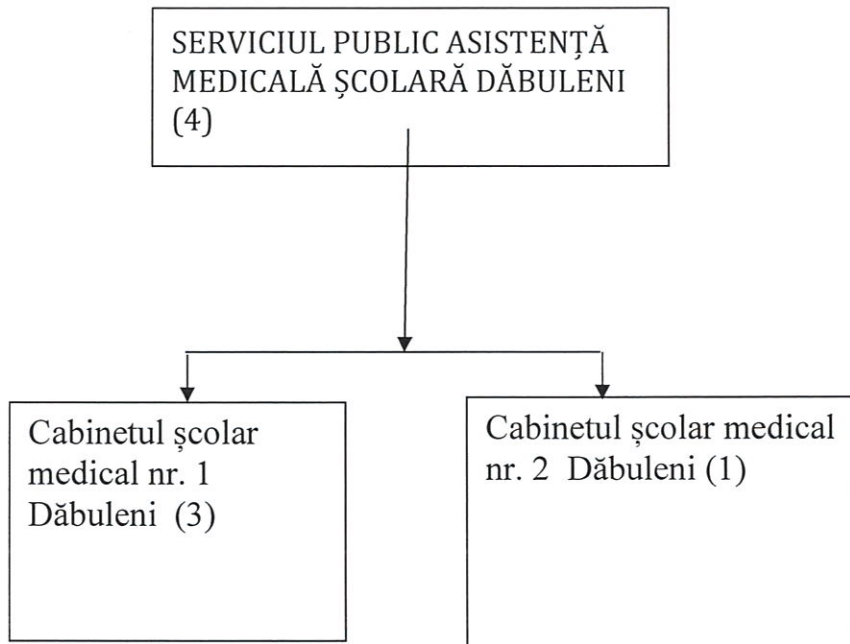 SERVICIUL PUBLIC ASISTENȚĂ
MEDICALĂ ȘCOLARĂ DĂBULENI
(4)
Cabinetul școlar
medical nr. 1
Dăbuleni (3)
Cabinetul școlar medical
nr. 2 Dăbuleni (1)